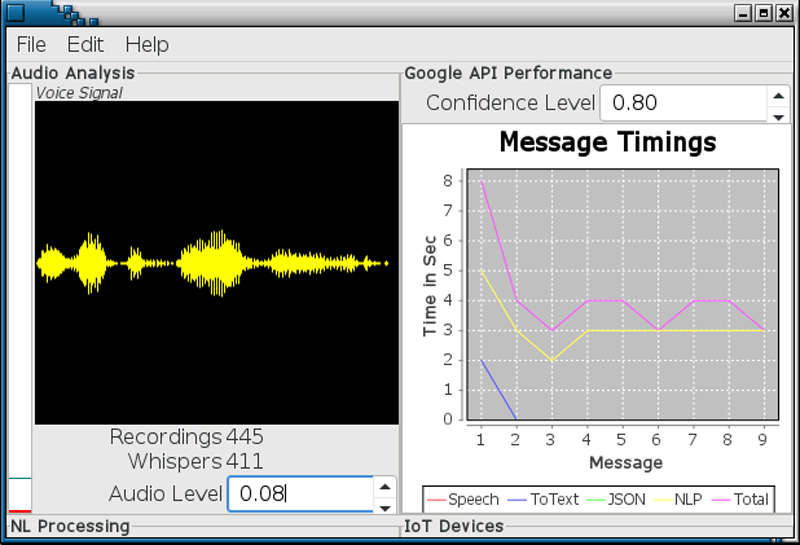 File Edit Help
Audio Analysis
Voice Signal
Recordings 445
Whispers 411
Audio Level 0.08
NL Processing
Google API Performance
Confidence Level 0.80
Message Timings
8
7
6
5
4
3
2
1
0
Time in Sec
1 2 3 4 5 6 7 8 9
Message
Speech ToText JSON NLP Total
IoT Devices